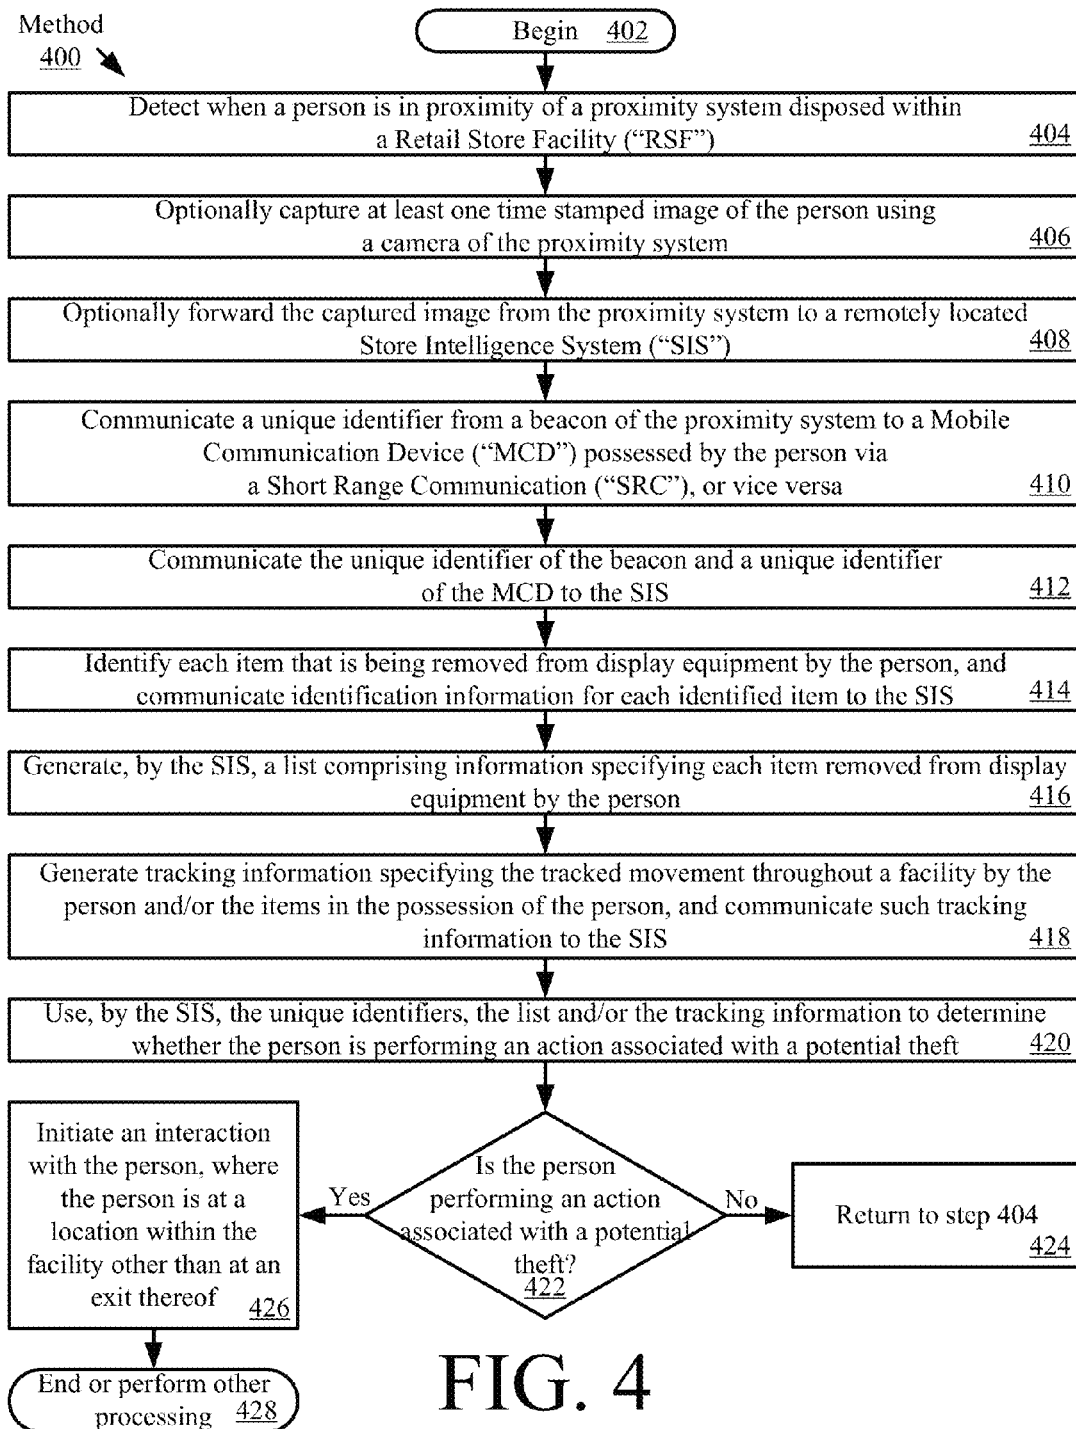 Method
400
Begin 402
Detect when a person is in proximity of a proximity system disposed within
a Retail Store Facility (“RSF”)
404
Optionally capture at least one time stamped image of the person using
a camera of the proximity system
406
Optionally forward the captured image from the proximity system to a remotely located
Store Intelligence System (“SIS”)
408
Communicate a unique identifier from a beacon of the proximity system to a Mobile
Communication Device (“MCD”) possessed by the person via
a Short Range Communication (“SRC”), or vice versa
410
Communicate the unique identifier of the beacon and a unique identifier
of the MCD to the SIS
412
Identify each item that is being removed from display equipment by the person, and
communicate identification information for each identified item to the SIS
414
Generate, by the SIS, a list comprising information specifying each item removed from display
equipment by the person
416
Generate tracking information specifying the tracked movement throughout a facility by the
person and/or the items in the possession of the person, and communicate such tracking
information to the SIS
418
Use, by the SIS, the unique identifiers, the list and/or the tracking information to determine
whether the person is performing an action associated with a potential theft
420
Is the person
performing an action
associated with a potential
theft?
422
Yes
No
Initiate an interaction
with the person, where
the person is at a
location within the
facility other than at an
exit thereof
426
Return to step 404
424
End or perform other
processing 428
FIG. 4